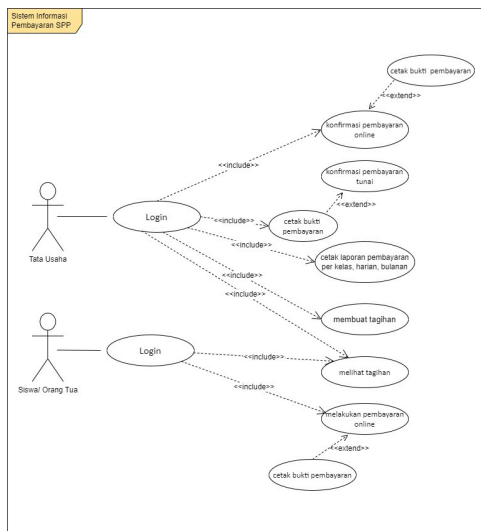 Sistem Informasi
Pembayaran SPP
cetak bukti pembayaran
<<extend>>
konfirmasi pembayaran
online
<<include>>
konfirmasi pembayaran
tunai
<<extend>>
Login
<<include>>
cetak bukti
pembayaran
Tata Usaha
<<include>>
cetak laporan pembayaran
per kelas, harian, bulanan
<<include>>
<<include>>
membuat tagihan
Login
<<include>>
melihat tagihan
Siswa/ Orang Tua
<<include>>
melakukan pembayaran
online
<<extend>>
cetak bukti pembayaran